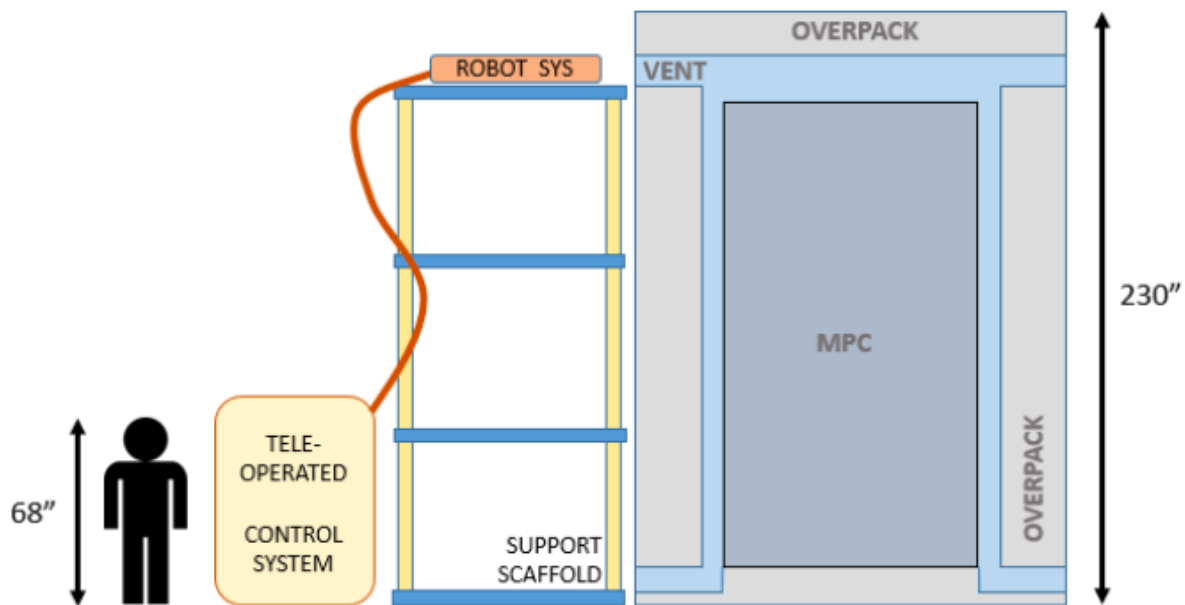 OVERPACK
ROBOT SYS
VENT
230”
MPC
68”
TELE-
OPERATED
CONTROL
SYSTEM
SUPPORT
SCAFFOLD
OVERPACK